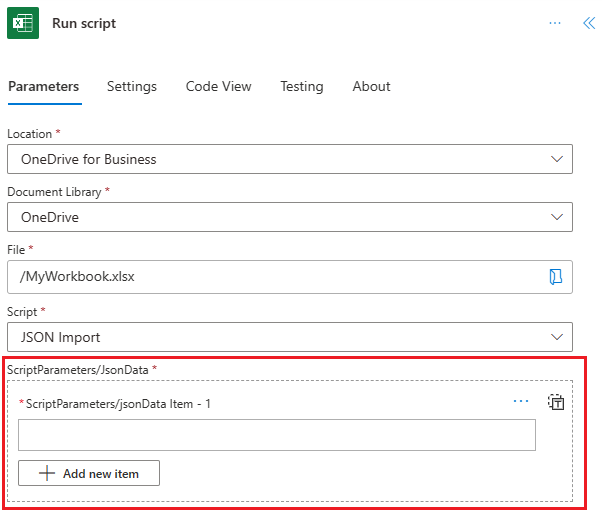 Run script
Parameters Settings Code View Testing About
Location *
OneDrive for Business
Document Library *
OneDrive
File *
/MyWorkbook.xlsx
Script *
JSON Import
ScriptParameters/JsonData *
*ScriptParameters/jsonData Item - 1
Add new item